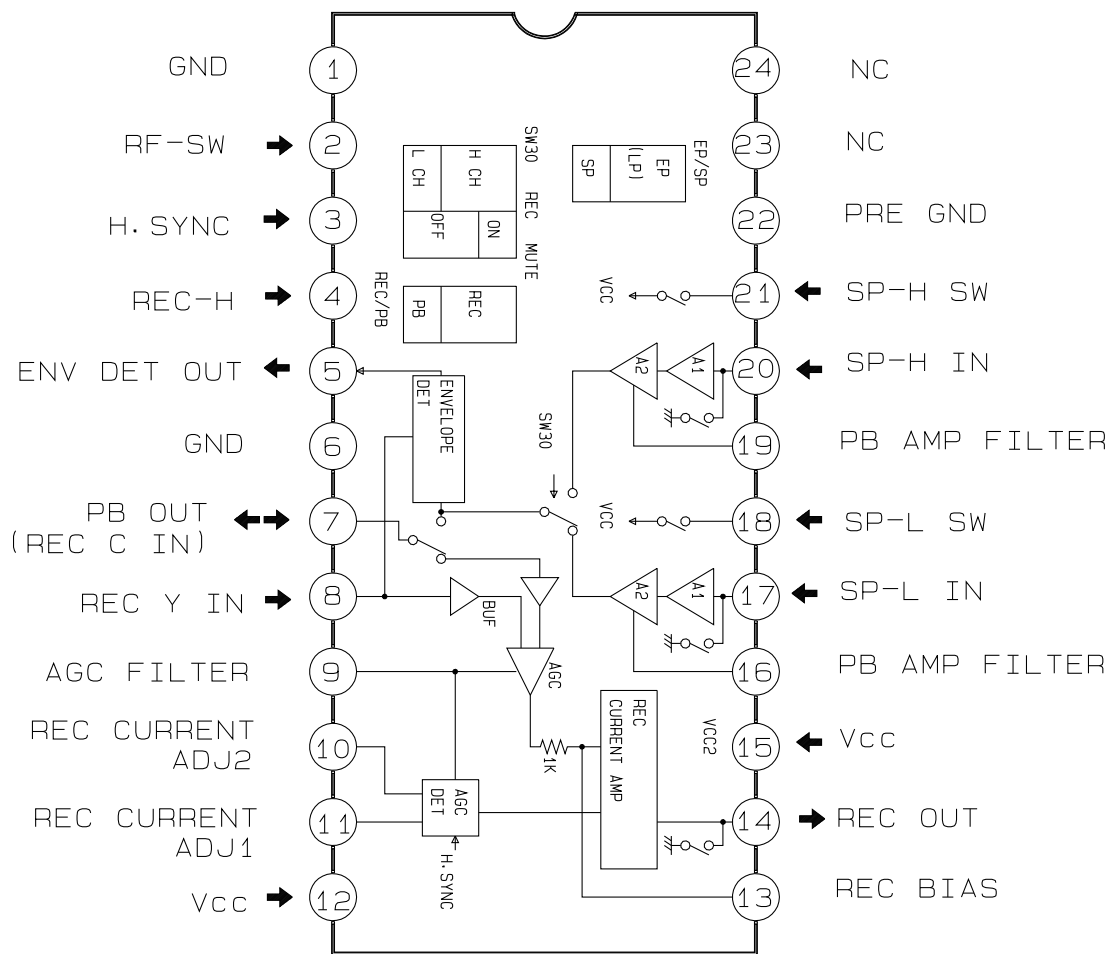 GND
1
RF-SW
2
H.SYNC
3
REC-H
4
ENV DET OUT
5
GND
6
PB OUT
(REC C IN)
7
REC Y IN
8
AGC FILTER
9
REC CURRENT
ADJ2
10
REC CURRENT
ADJ1
11
Vcc
12
SW30 REC MUTE
H CH
L CH
ON
OFF
REC/PB
REC
PB
EP/SP
EP
(LP)
SP
VCC
A2
A1
ENVELOPE
DET
SW30
VCC
A2
A1
BUF
AGC
1K
REC
CURRENT AMP
VCC2
AGC
DET
H.SYNC
24
NC
23
NC
22
PRE GND
21
SP-H SW
20
SP-H IN
19
PB AMP FILTER
18
SP-L SW
17
SP-L IN
16
PB AMP FILTER
15
Vcc
14
REC OUT
13
REC BIAS